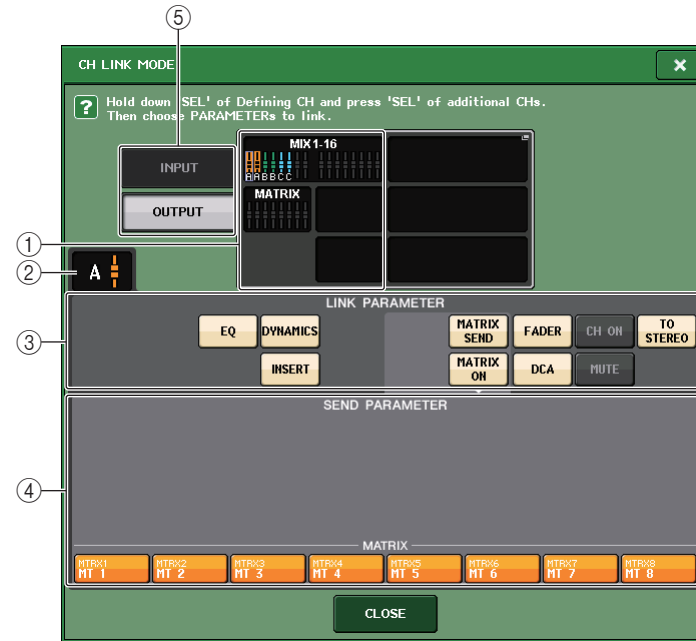 ⑤
CH LINK MODE
? Hold down 'SEL' of Defining CH and press 'SEL' of additional CHs.
Then choose PARAMETERs to link.
INPUT
OUTPUT
MIX1-16
AABBCC
MATRIX
①
②
A
③
LINK PARAMETER
EQ DYNAMICS MATRIX SEND FADER CH ON TO STEREO
INSERT MATRIX ON DCA MUTE
④
SEND PARAMETER
MATRIX
MTRX1 MTRX2 MTRX3 MTRX4 MTRX5 MTRX6 MTRX7 MTRX8
MT 1 MT 2 MT 3 MT 4 MT 5 MT 6 MT 7 MT 8
CLOSE